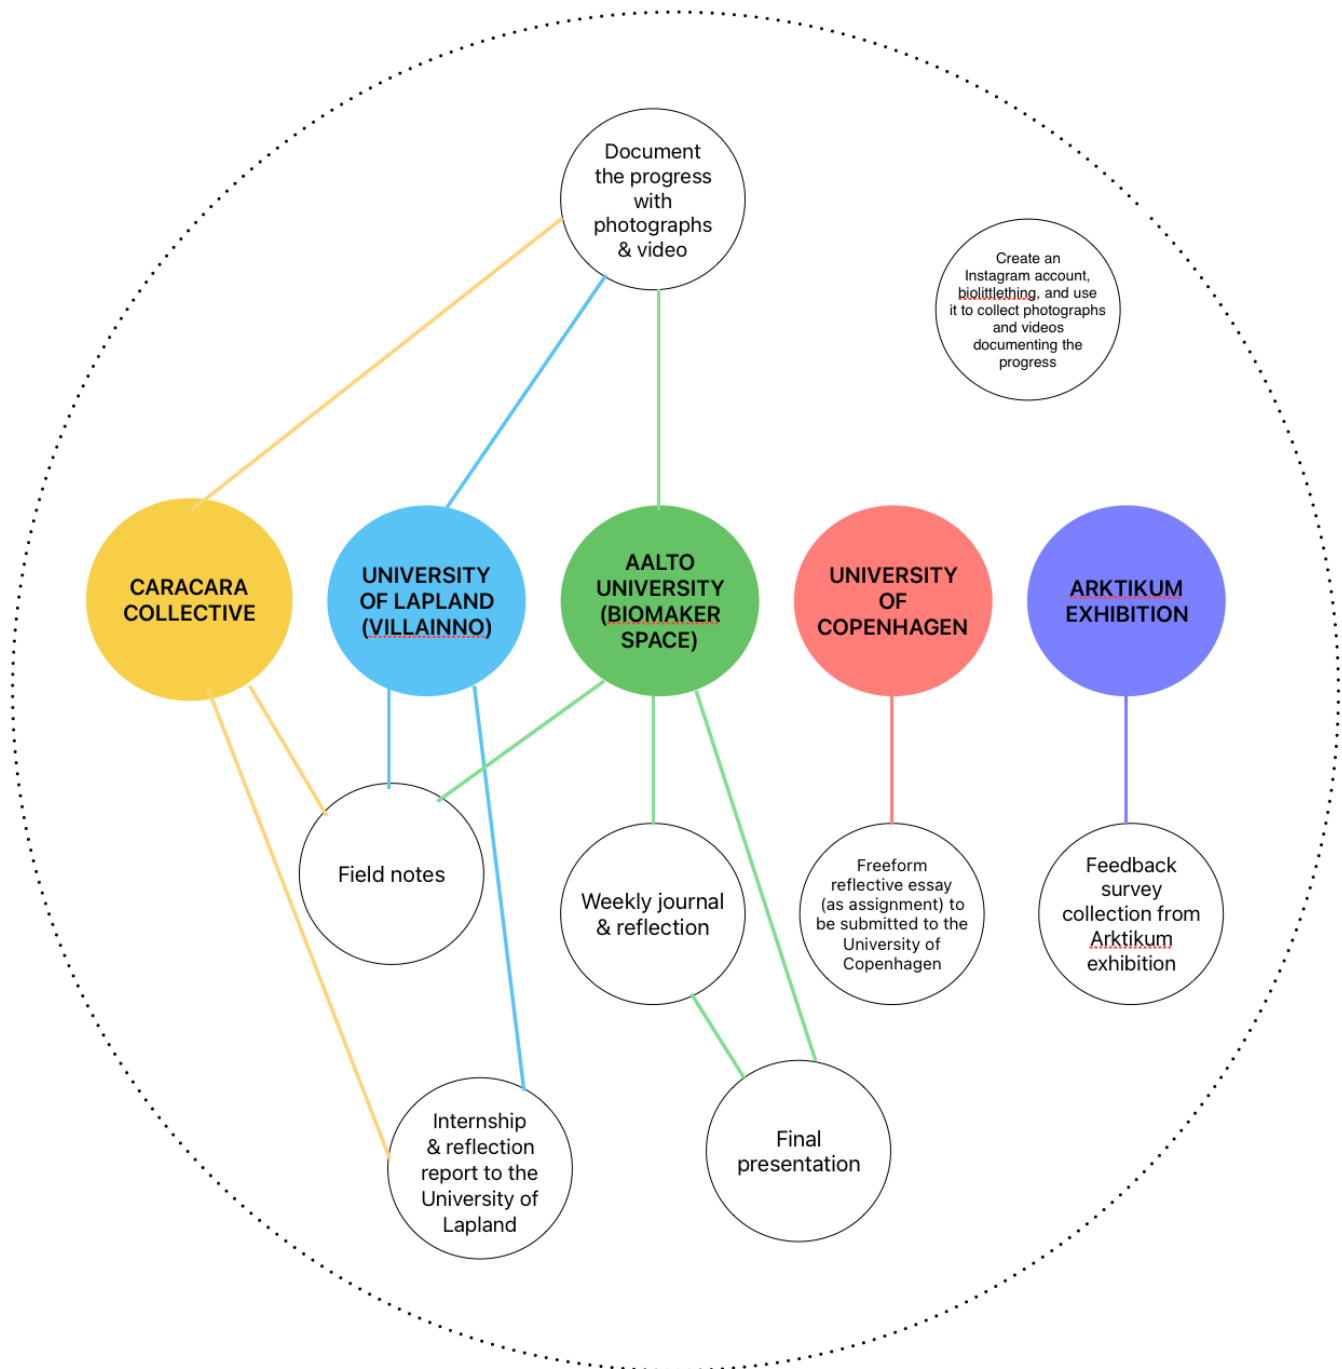 Document
the progress
with
photographs
& video
Create an
Instagram account,
biolittlething, and use
it to collect photographs
and videos
documenting the
progress
CARACARA
COLLECTIVE
UNIVERSITY
OF LAPLAND
(VILLAINNO)
AALTO
UNIVERSITY
(BIOMAKER
SPACE)
UNIVERSITY
OF
COPENHAGEN
ARKTIKUM
EXHIBITION
Field notes
Weekly journal
& reflection
Freeform
reflective essay
(as assignment) to
be submitted to the
University of
Copenhagen
Feedback
survey
collection from
Arktikum
exhibition
Internship
& reflection
report to the
University of
Lapland
Final
presentation